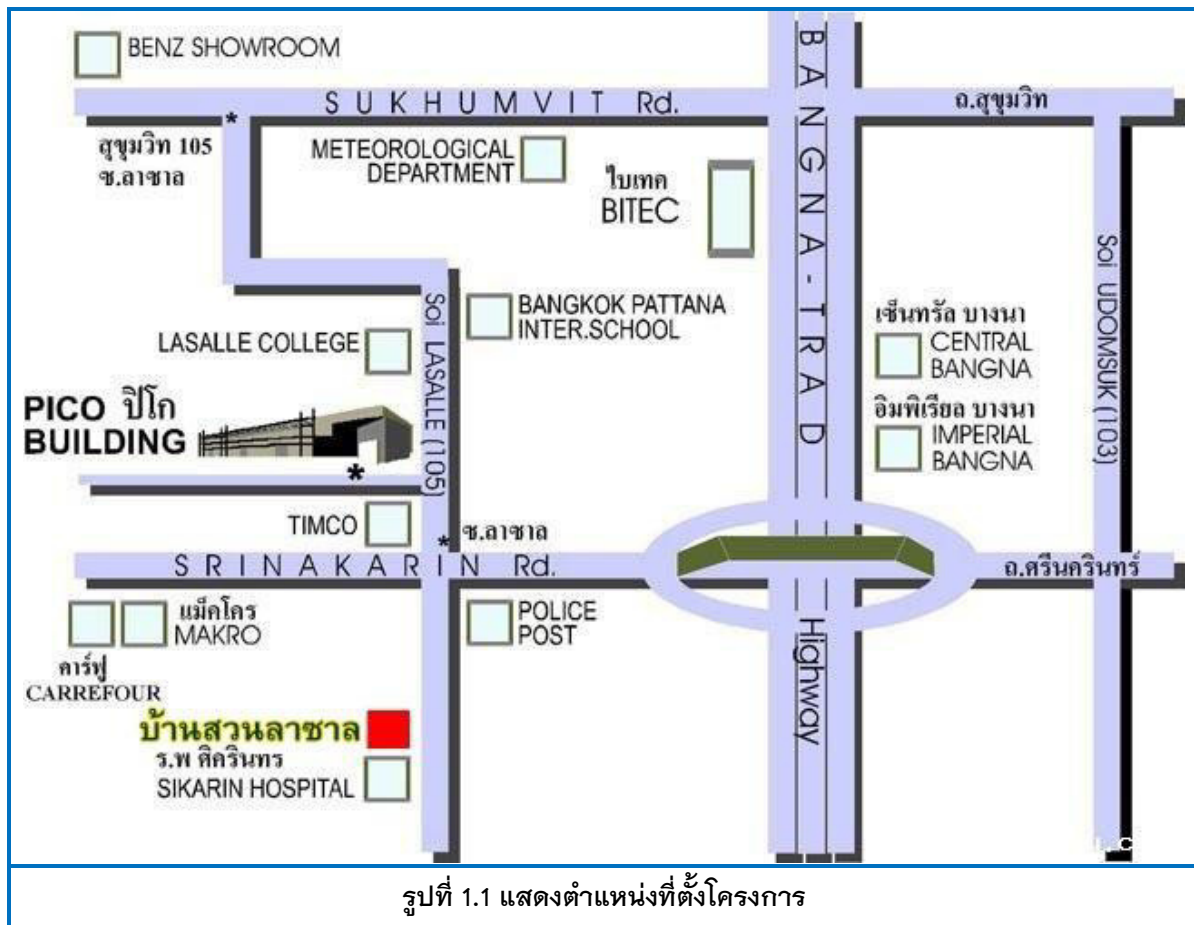 BENZ SHOWROOM
BANGNA-TRAD Highway
SUKHUMVIT Rd.
ถ.สุขุมวิท
*
สุขุมวิท 105
ซ.ลาซาล
METEOROLOGICAL
DEPARTMENT
ใบเทค
BITEC
Soi UDOMSUK (103)
Soi LASALLE (105)
BANGKOK PATTANA
INTER.SCHOOL
LASALLE COLLEGE
เซ็นทรัล บางนา
CENTRAL
BANGNA
PICO ปิโก
BUILDING
*
อิมพิเรียล บางนา
IMPERIAL
BANGNA
TIMCO
* ซ.ลาซาล
SRINAKARIN Rd.
ถ.ศรีนครินทร์
แม็คโคร
MAKRO
POLICE
POST
คาร์ฟู
CARREFOUR
บ้านสวนลาซาล
ร.พ ศิครินทร
SIKARIN HOSPITAL
รูปที่ 1.1 แสดงตำแหน่งที่ตั้งโครงการ